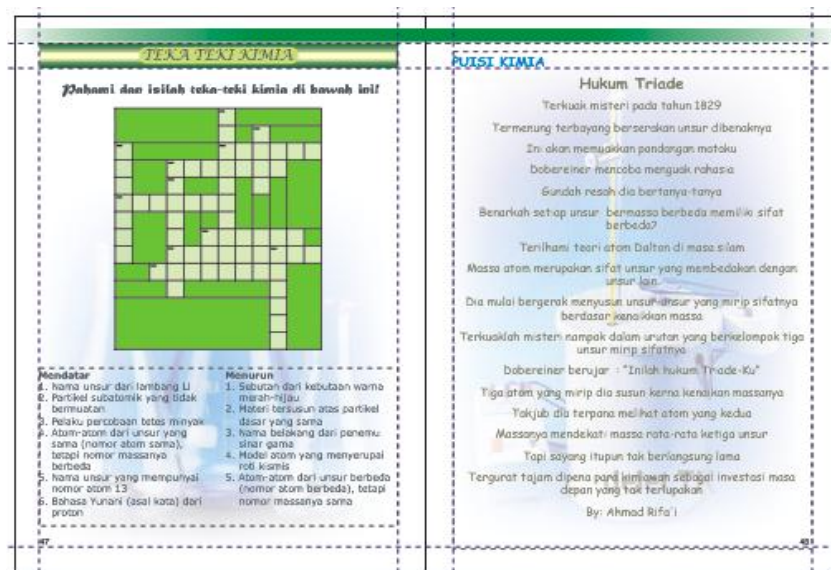 TEKA TEKI KIMIA
Pahami dan isilah teka-teki kimia di bawah ini!
Mendatar
1. Nama unsur dari lambang Li
2. Partikel subatomik yang tidak
bermuatan
3. Pelaku percobaan tetes minyak
4. Atom-atom dari unsur yang
sama (nomor atom sama),
tetapi nomor massanya
berbeda
5. Nama unsur yang mempunyai
nomor atom 13
6. Bahasa Yunani (asal kata) dari
proton
Menurun
1. Sebutan dari kebutaan warna
merah-hijau
2. Materi tersusun atas partikel
dasar yang sama
3. Nama belakang dari penemu
sinar gama
4. Model atom yang menyerupai
roti kismis
5. Atom-atom dari unsur berbeda
(nomor atom berbeda), tetapi
nomor massanya sama
47
PUISI KIMIA
Hukum Triade
Terkuak misteri pada tahun 1829
Termenung terbayang berserakan unsur dibenaknya
Ini akan memuakkan pandangan mataku
Dobereiner mencoba menguak rahasia
Gundah resah dia bertanya-tanya
Benarkah setiap unsur bermassa berbeda memiliki sifat
berbeda?
Terilhami teori atom Dalton di masa silam
Massa atom merupakan sifat unsur yang membedakan dengan
unsur lain
Dia mulai bergerak menyusun unsur-unsur yang mirip sifatnya
berdasar kenaikkan massa
Terkuaklah misteri nampak dalam urutan yang berkelompok tiga
unsur mirip sifatnya
Dobereiner berujar : "Inilah hukum Triade-Ku"
Tiga atom yang mirip dia susun kerna kenaikan massanya
Takjub dia terpana melihat atom yang kedua
Massanya mendekati massa rata-rata ketiga unsur
Tapi sayang itupun tak berlangsung lama
Tergurat tajam dipena para ilmuwan sebagai investasi masa
depan yang tak terlupakan
By: Ahmad Rifa'i
48